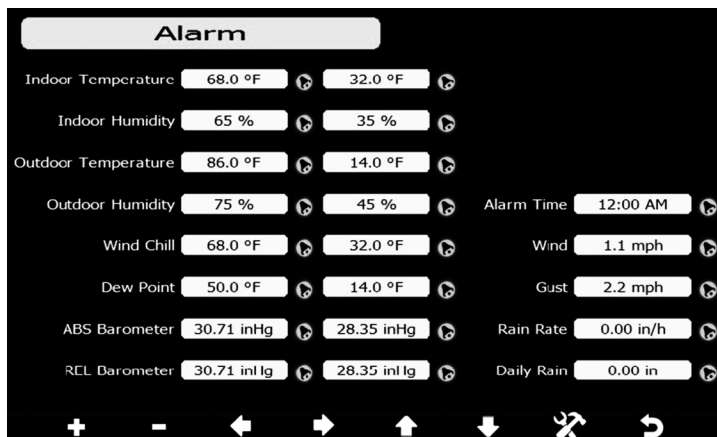 Alarm
Indoor Temperature 68.0 °F 32.0 °F
Indoor Humidity 65 % 35 %
Outdoor Temperature 86.0 °F 14.0 °F
Outdoor Humidity 75 % 45 % Alarm Time 12:00 AM
Wind Chill 68.0 °F 32.0 °F Wind 1.1 mph
Dew Point 50.0 °F 14.0 °F Gust 2.2 mph
ABS Barometer 30.71 inHg 28.35 inHg Rain Rate 0.00 in/h
REL Barometer 30.71 inHg 28.35 inHg Daily Rain 0.00 in